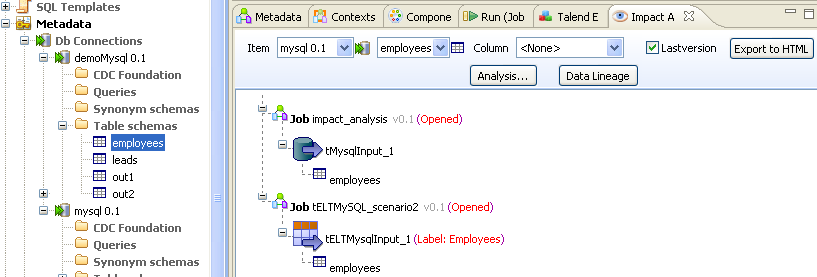 SQL Templates
Metadata
Db Connections
demoMysql 0.1
CDC Foundation
Queries
Synonym schemas
Table schemas
employees
leads
out1
out2
mysql 0.1
CDC Foundation
Queries
Synonym schemas
Metadata Contexts Compone Run (Job Talend E Impact A
Item mysql 0.1 employees Column <None> Lastversion Export to HTML
Analysis... Data Lineage
Job impact_analysis v0.1 (Opened)
tMysqlInput_1
employees
Job tELTMySQL_scenario2 v0.1 (Opened)
tELTMysqlInput_1 (Label: Employees)
employees